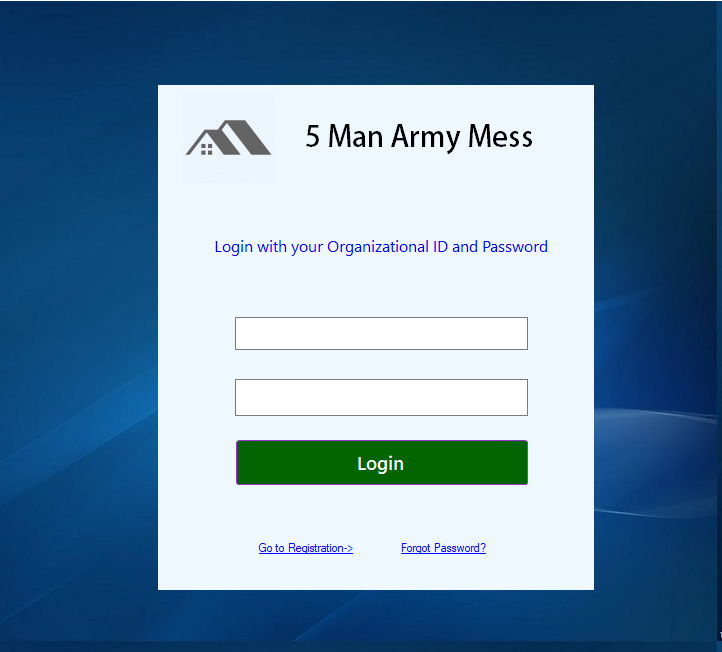 5 Man Army Mess
Login with your Organizational ID and Password
Login
Go to Registration-> Forgot Password?